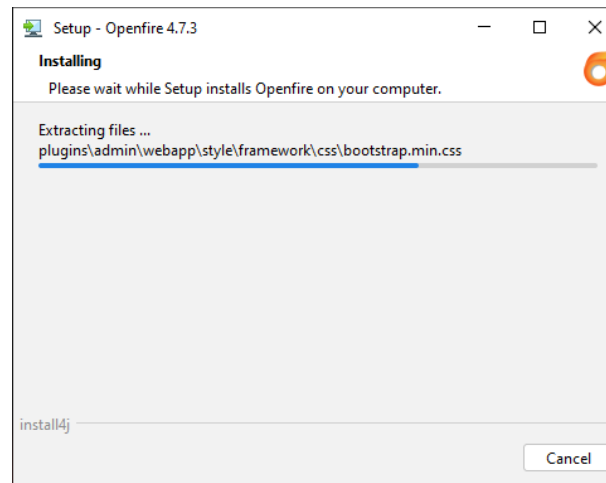 Setup - Openfire 4.7.3
Installing
Please wait while Setup installs Openfire on your computer.
Extracting files ...
plugins\admin\webapp\style\framework\css\bootstrap.min.css
install4j
Cancel